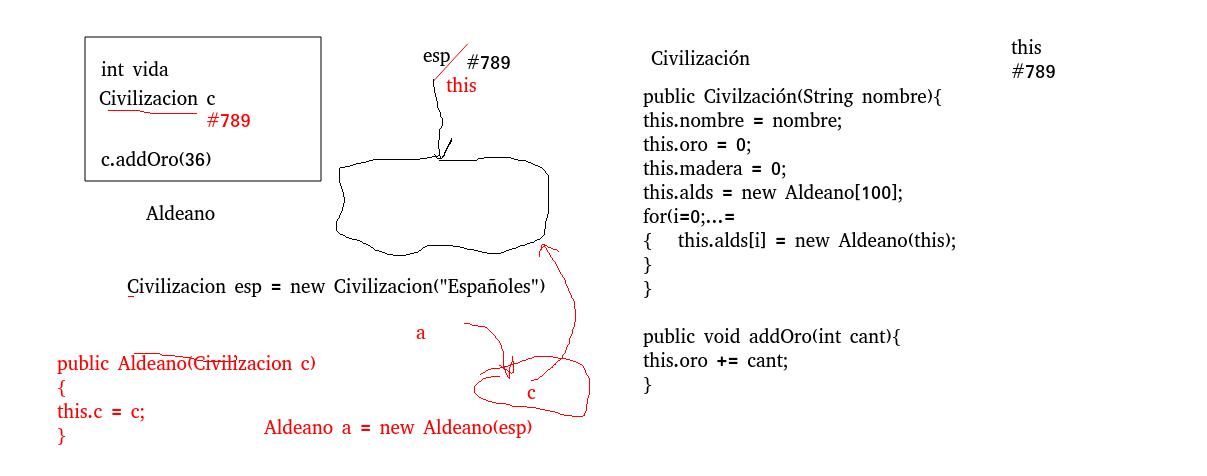 int vida
Civilizacion c
#789
c.addOro(36)
Aldeano
esp #789
this
Civilizacion esp = new Civilizacion("Españoles")
a
c
public Aldeano(Civilizacion c)
{
this.c = c;
}
Aldeano a = new Aldeano(esp)
Civilización
this
#789
public Civilzación(String nombre){
this.nombre = nombre;
this.oro = 0;
this.madera = 0;
this.alds = new Aldeano[100];
for(i=0;...=
{ this.alds[i] = new Aldeano(this);
}
}
public void addOro(int cant){
this.oro += cant;
}